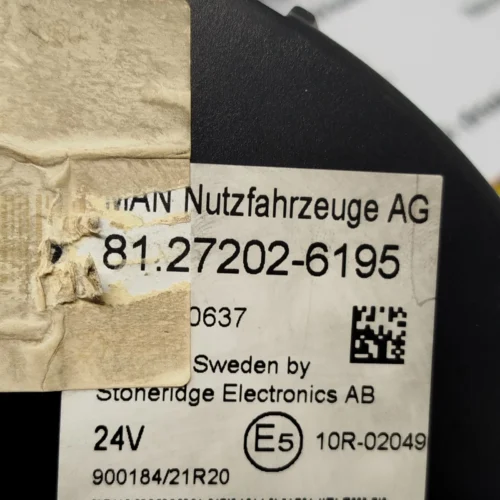 MAN Nutzfahrzeuge AG
81.27202-6195
0637
Sweden by
Stoneridge Electronics AB
24V E5 10R-02049
900184/21R20